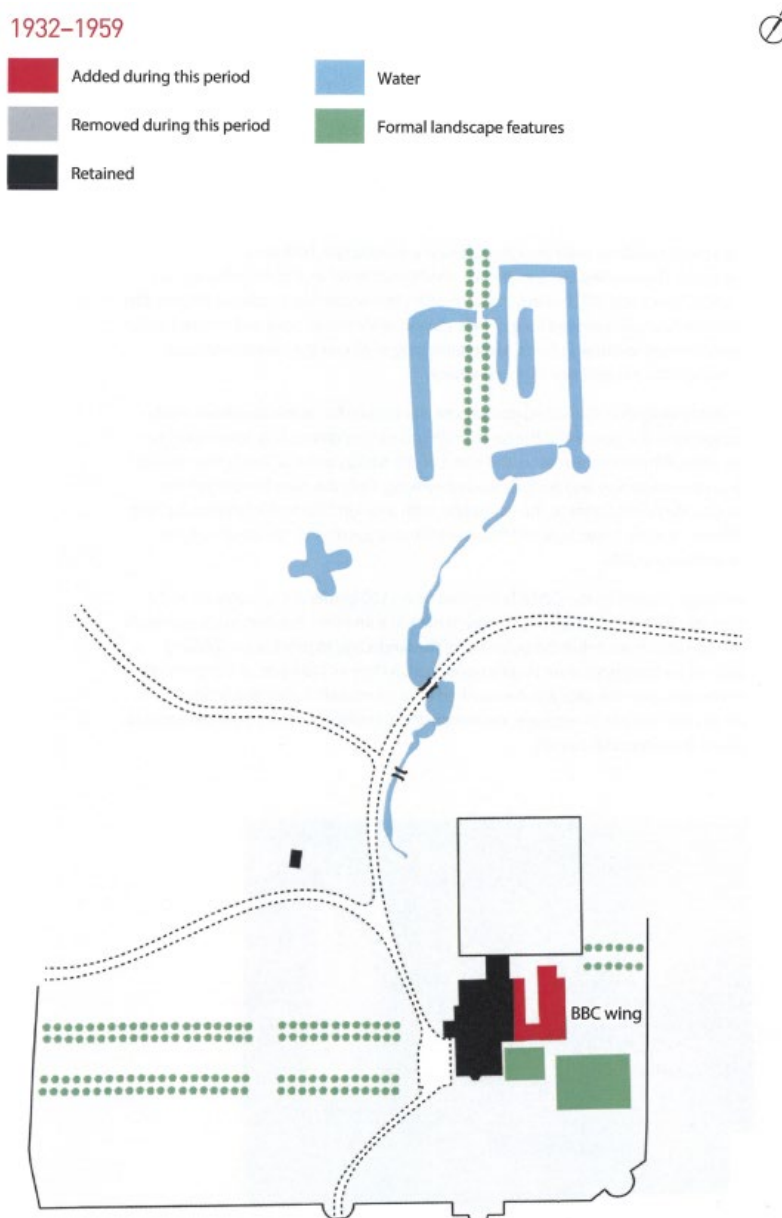 1932–1959
Added during this period
Water
Removed during this period
Formal landscape features
Retained
BBC wing